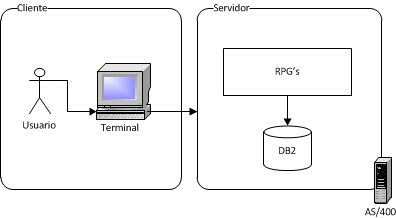 Cliente
Servidor
RPG's
Usuario
Terminal
DB2
AS/400